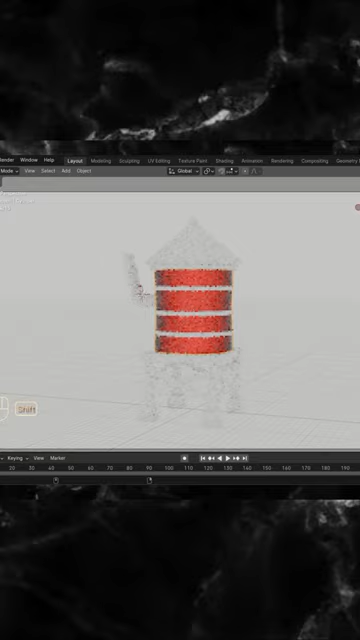 Render Window Help Layout Modeling Sculpting UV Editing Texture Paint Shading Animation Rendering Compositing Geometry
Mode View Select Add Object Global
Shift
Keying View Marker
20 30 40 50 60 70 80 90 100 110 120 130 140 150 160 170 180 190